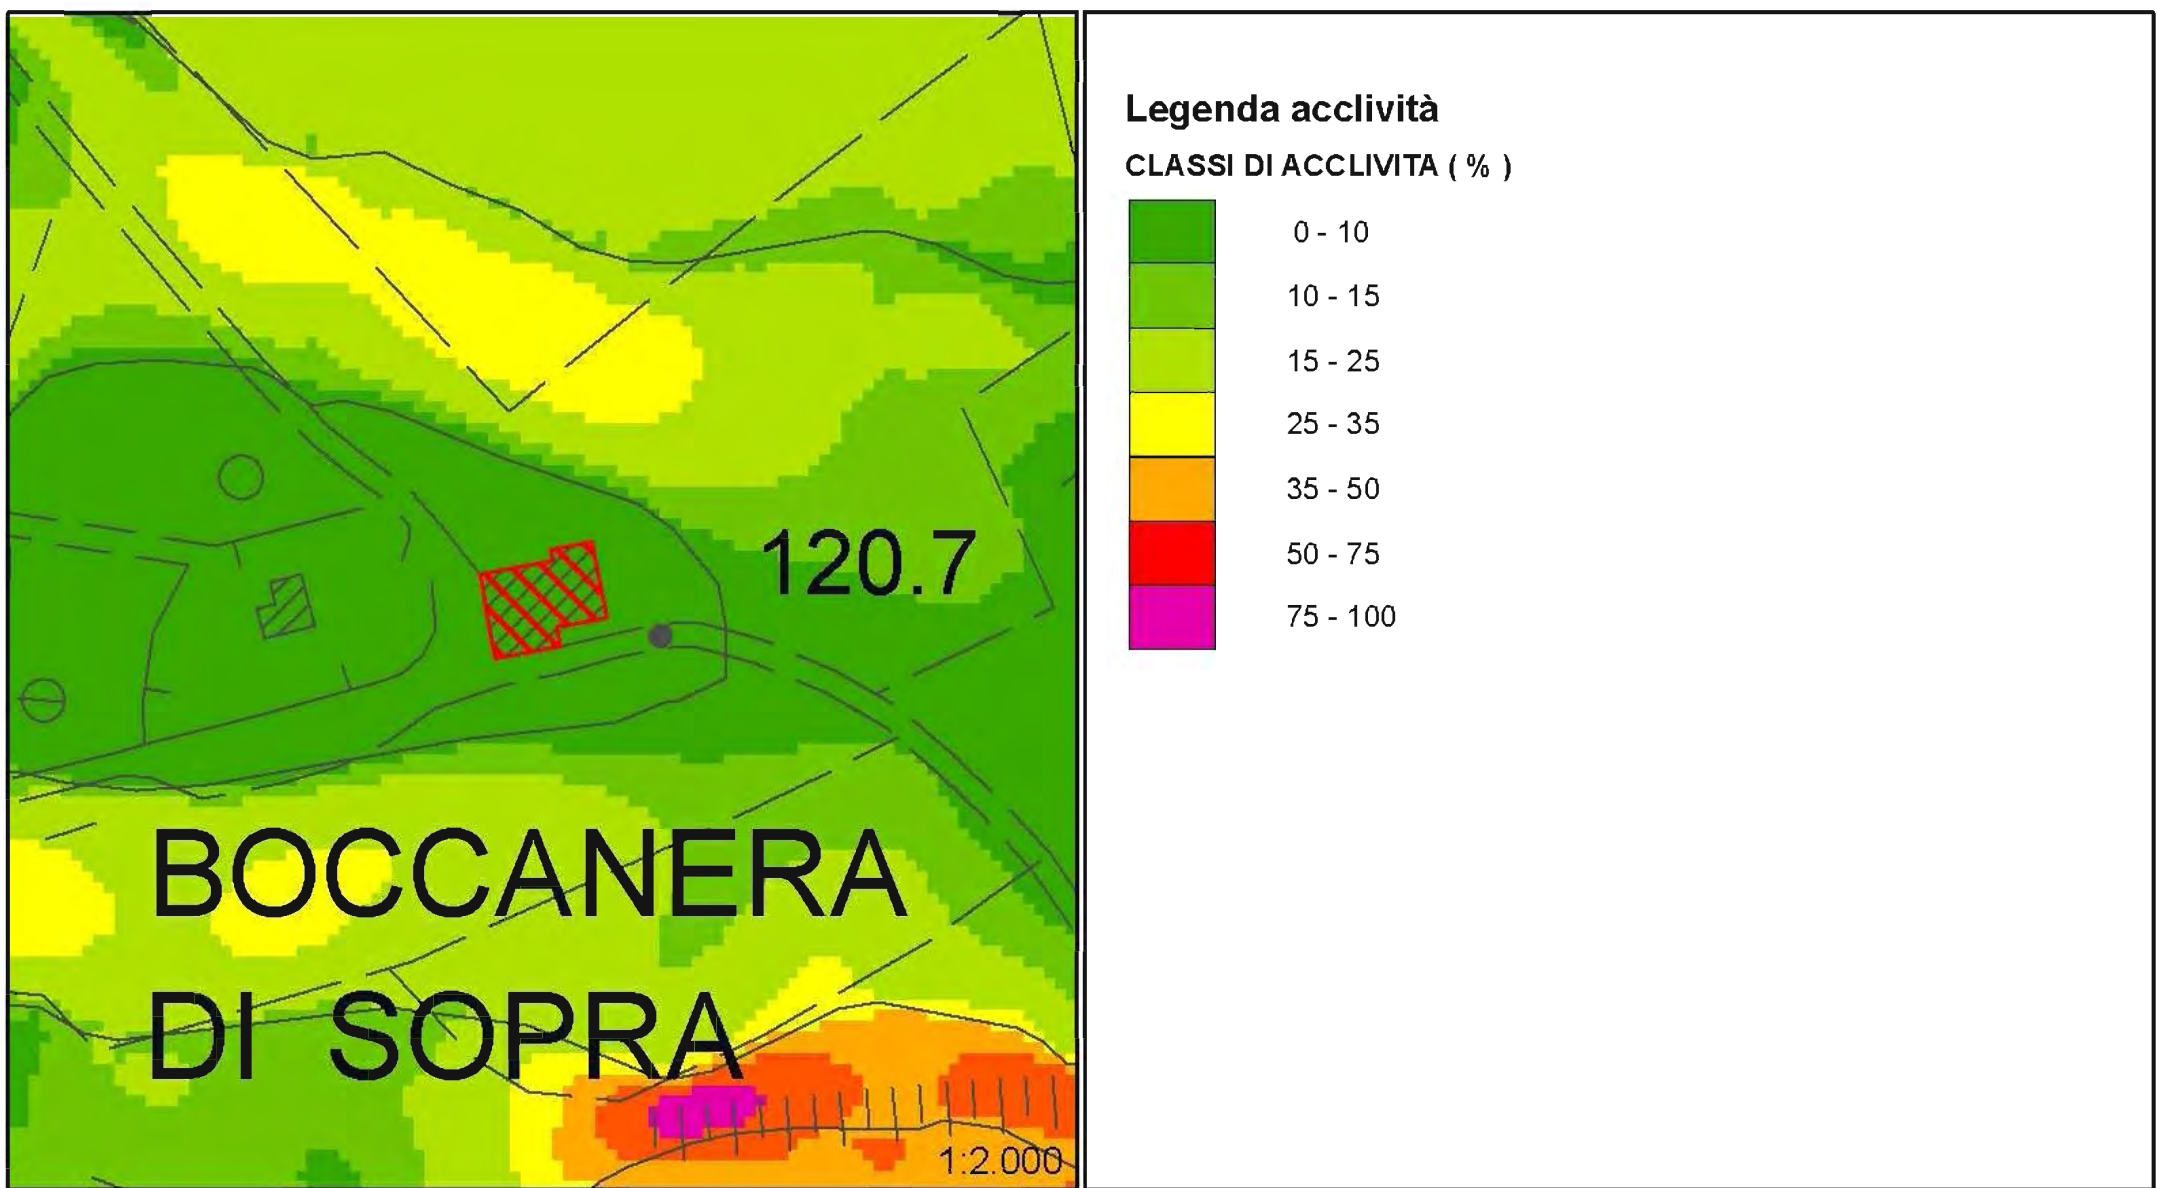 120.7
BOCCANERA
DI SOPRA
1:2.000
Legenda acclività
CLASSI DI ACCLIVITA ( % )
0 - 10
10 - 15
15 - 25
25 - 35
35 - 50
50 - 75
75 - 100